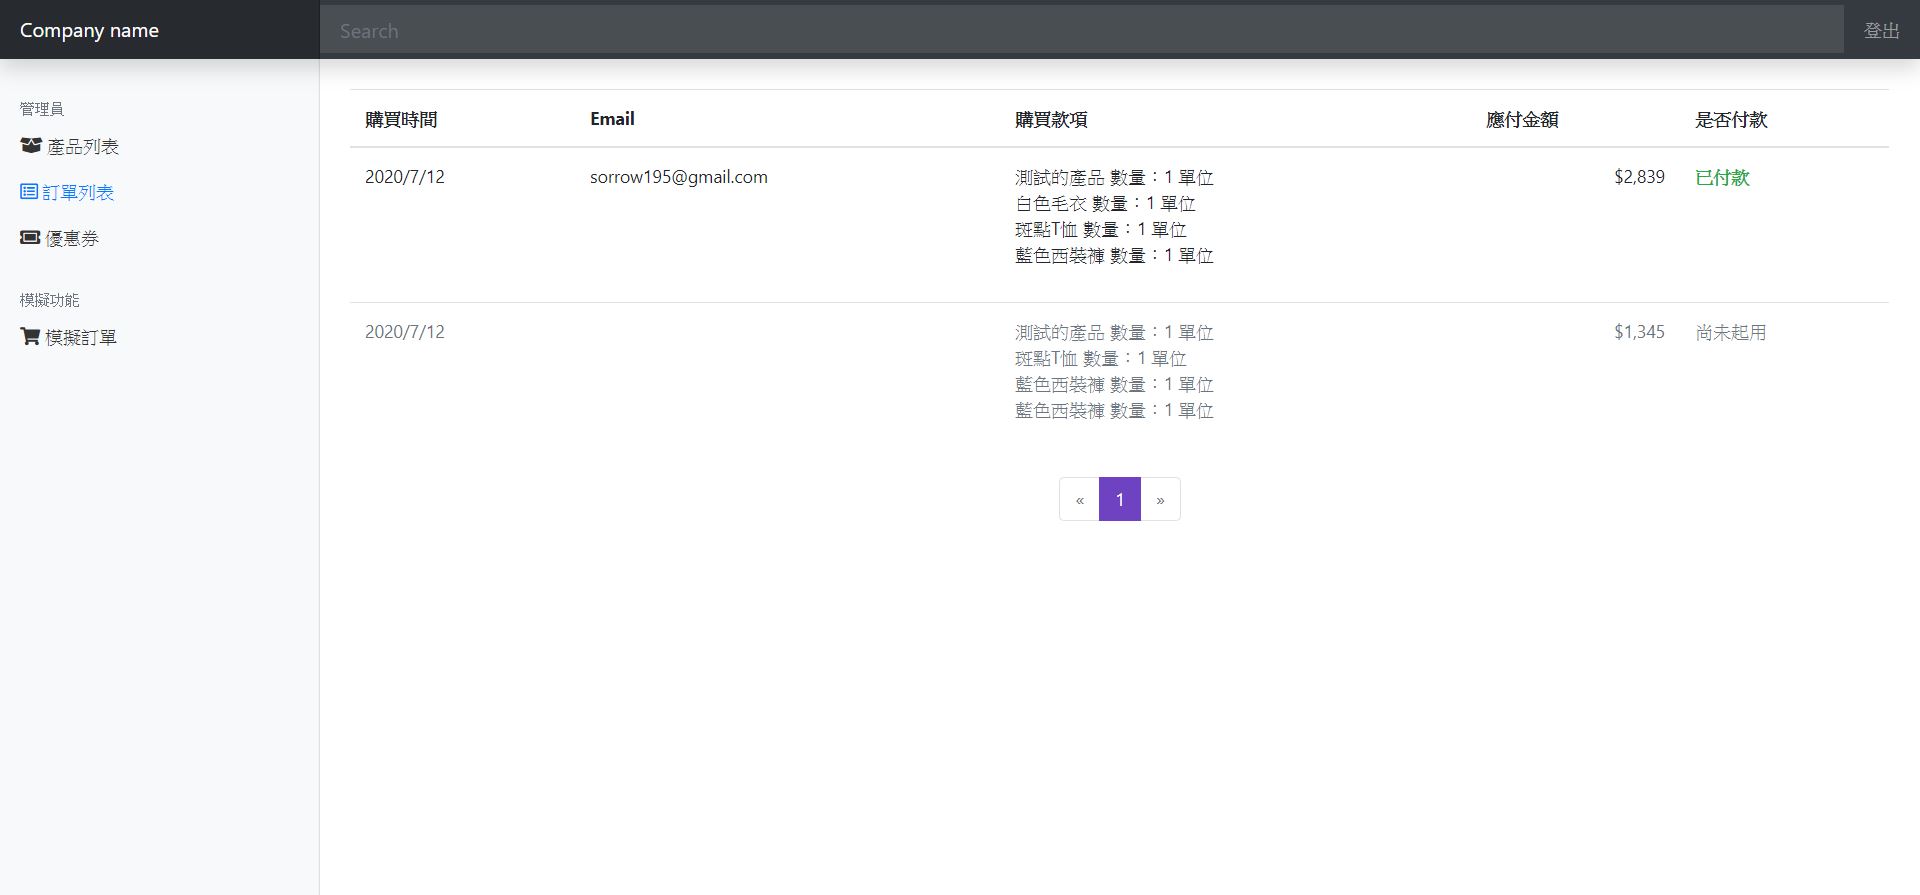 Company name
Search
登出
管理員
產品列表
訂單列表
優惠券
模擬功能
模擬訂單
購買時間 Email 購買款項 應付金額 是否付款
2020/7/12 sorrow195@gmail.com 測試的產品 數量：1 單位 $2,839 已付款
白色毛衣 數量：1 單位
斑點T恤 數量：1 單位
藍色西裝褲 數量：1 單位
2020/7/12 測試的產品 數量：1 單位 $1,345 尚未起用
斑點T恤 數量：1 單位
藍色西裝褲 數量：1 單位
藍色西裝褲 數量：1 單位
« 1 »